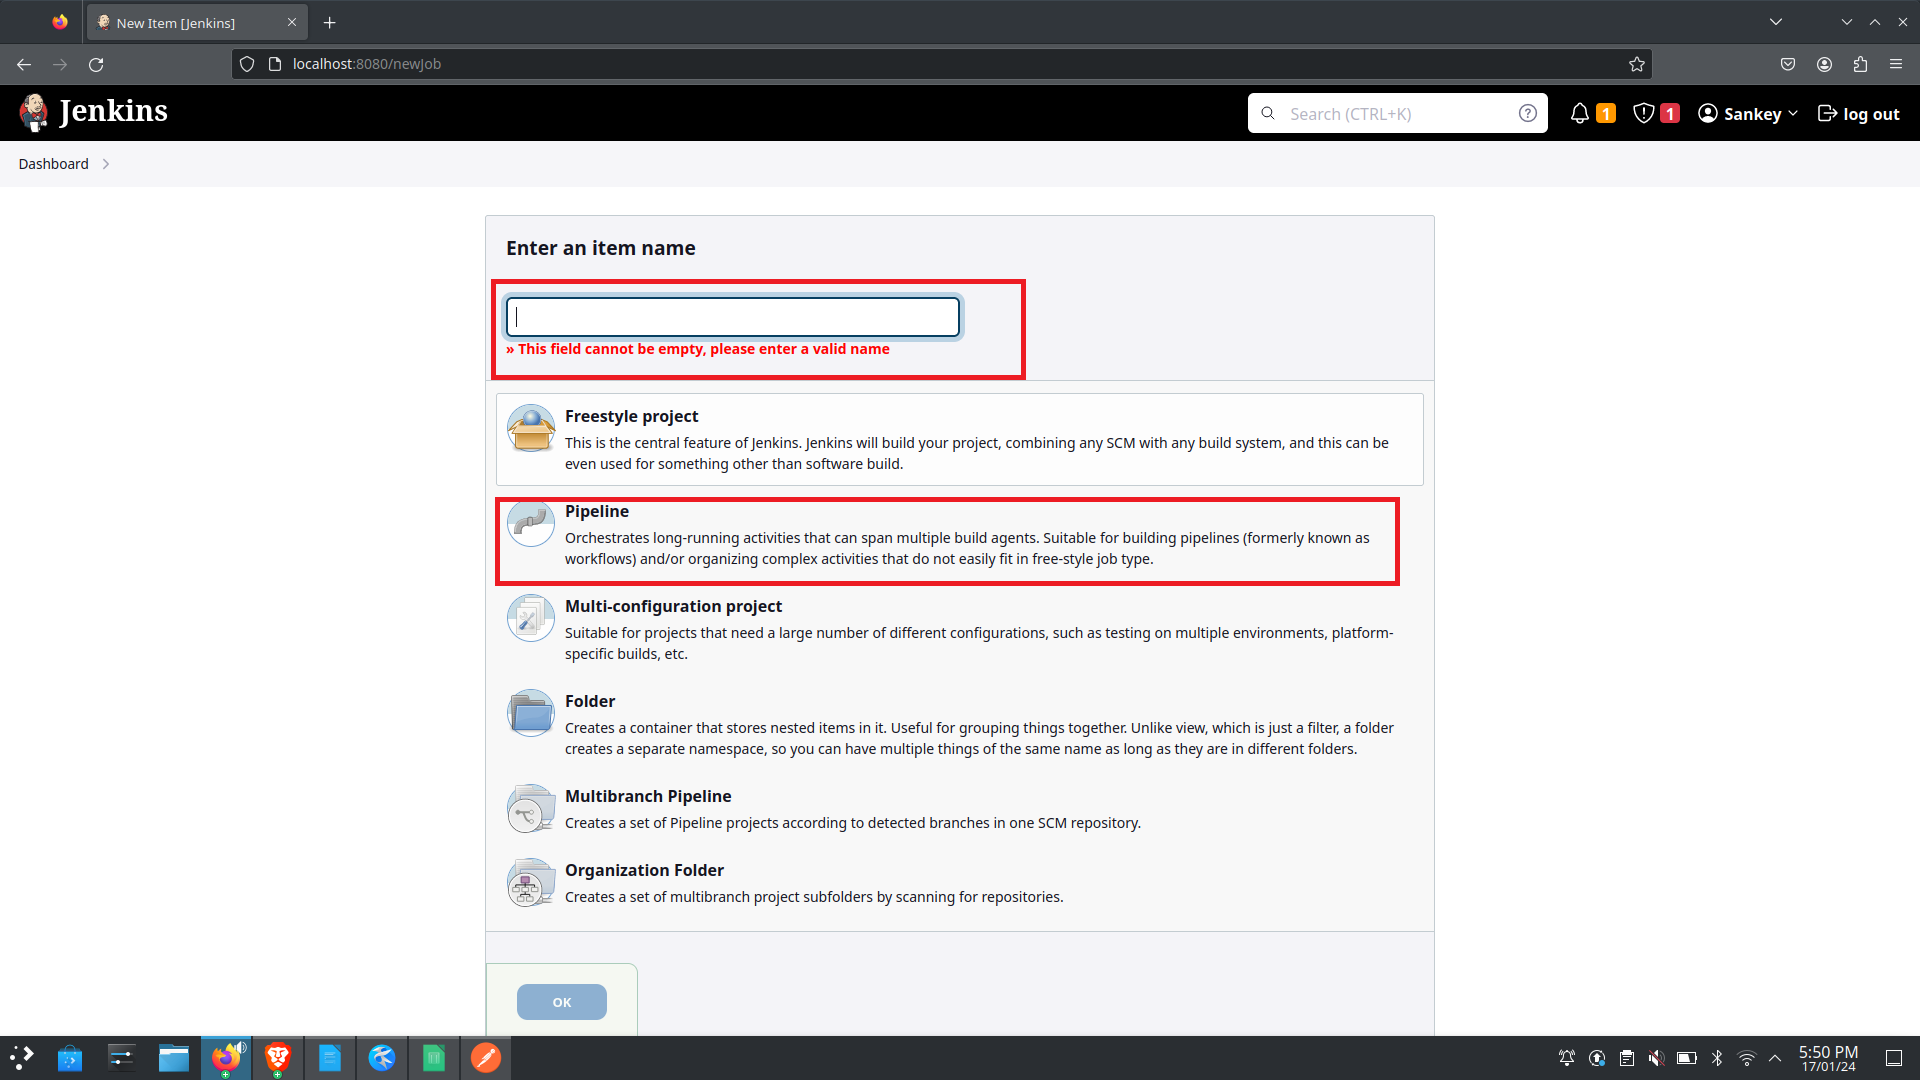 New Item [Jenkins]
localhost:8080/newJob
Jenkins
Search (CTRL+K)
1
1
Sankey
log out
Dashboard
Enter an item name
» This field cannot be empty, please enter a valid name
Freestyle project
This is the central feature of Jenkins. Jenkins will build your project, combining any SCM with any build system, and this can be
even used for something other than software build.
Pipeline
Orchestrates long-running activities that can span multiple build agents. Suitable for building pipelines (formerly known as
workflows) and/or organizing complex activities that do not easily fit in free-style job type.
Multi-configuration project
Suitable for projects that need a large number of different configurations, such as testing on multiple environments, platform-
specific builds, etc.
Folder
Creates a container that stores nested items in it. Useful for grouping things together. Unlike view, which is just a filter, a folder
creates a separate namespace, so you can have multiple things of the same name as long as they are in different folders.
Multibranch Pipeline
Creates a set of Pipeline projects according to detected branches in one SCM repository.
Organization Folder
Creates a set of multibranch project subfolders by scanning for repositories.
OK
5:50 PM
17/01/24